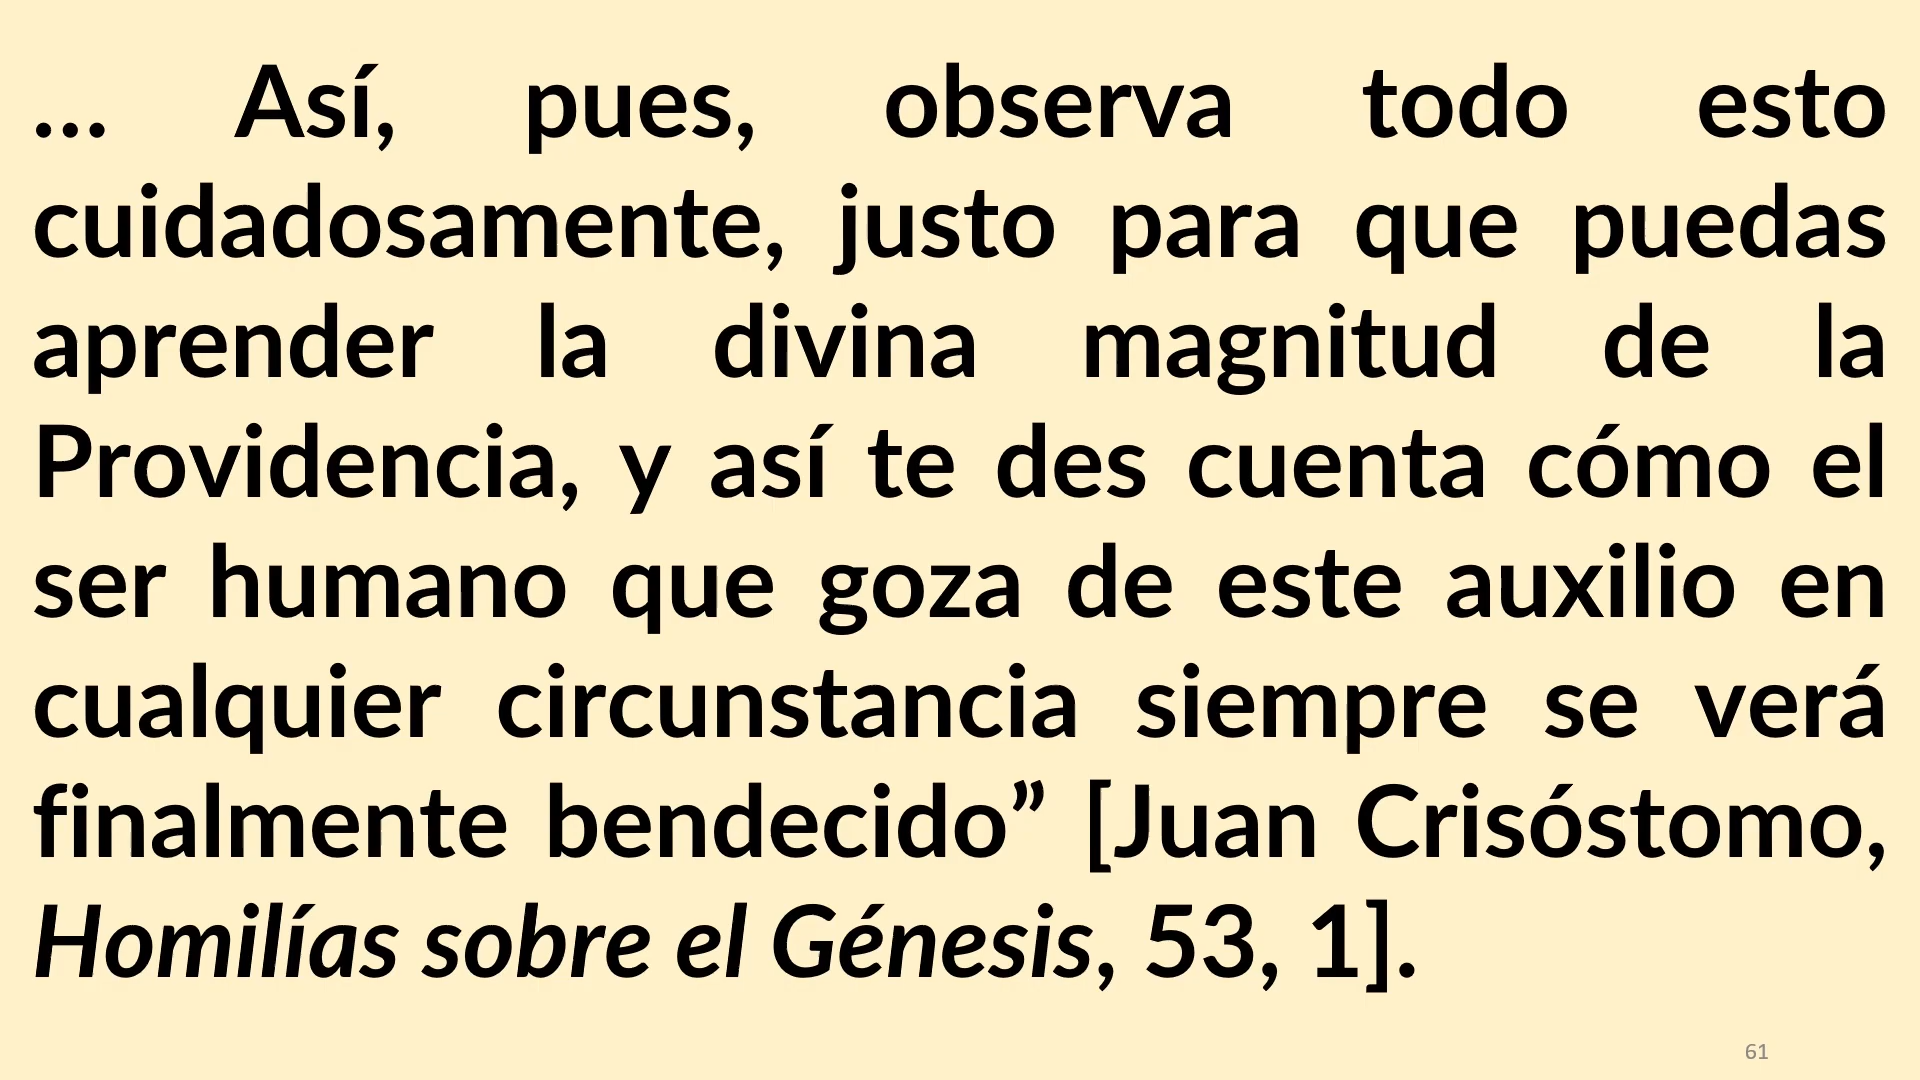 ... Así, pues, observa todo esto
cuidadosamente, justo para que puedas
aprender la divina magnitud de la
Providencia, y así te des cuenta cómo el
ser humano que goza de este auxilio en
cualquier circunstancia siempre se verá
finalmente bendecido” [Juan Crisóstomo,
Homilías sobre el Génesis, 53, 1].
61